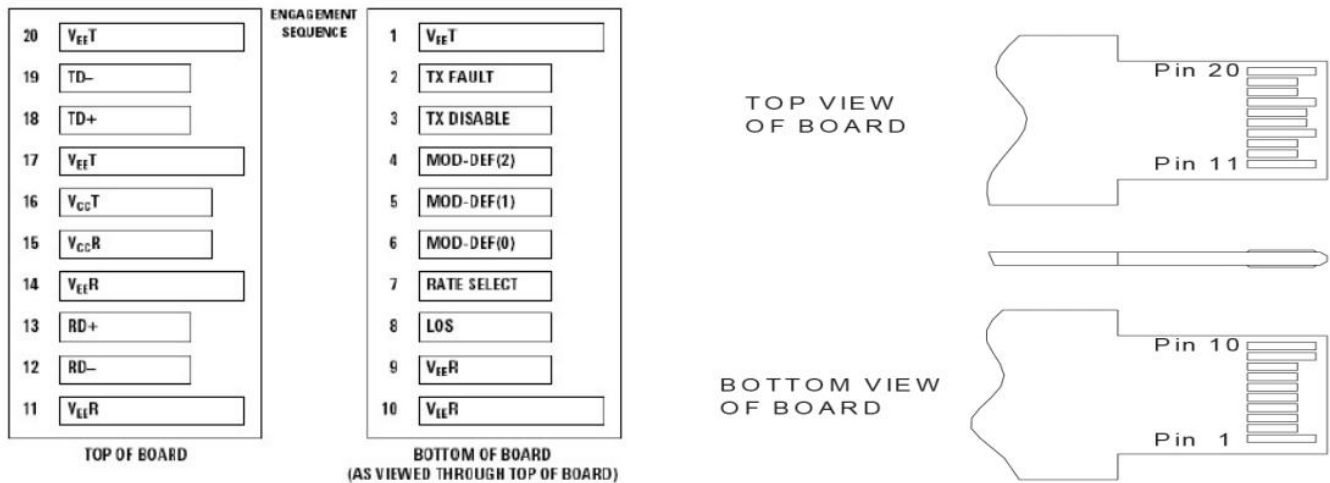 ENGAGEMENT
SEQUENCE
20 VEET
19 TD–
18 TD+
17 VEET
16 VCCT
15 VCCR
14 VEER
13 RD+
12 RD–
11 VEER
TOP OF BOARD
1 VEET
2 TX FAULT
3 TX DISABLE
4 MOD-DEF(2)
5 MOD-DEF(1)
6 MOD-DEF(0)
7 RATE SELECT
8 LOS
9 VEER
10 VEER
BOTTOM OF BOARD
(AS VIEWED THROUGH TOP OF BOARD)
TOP VIEW
OF BOARD
Pin 20
Pin 11
BOTTOM VIEW
OF BOARD
Pin 10
Pin 1